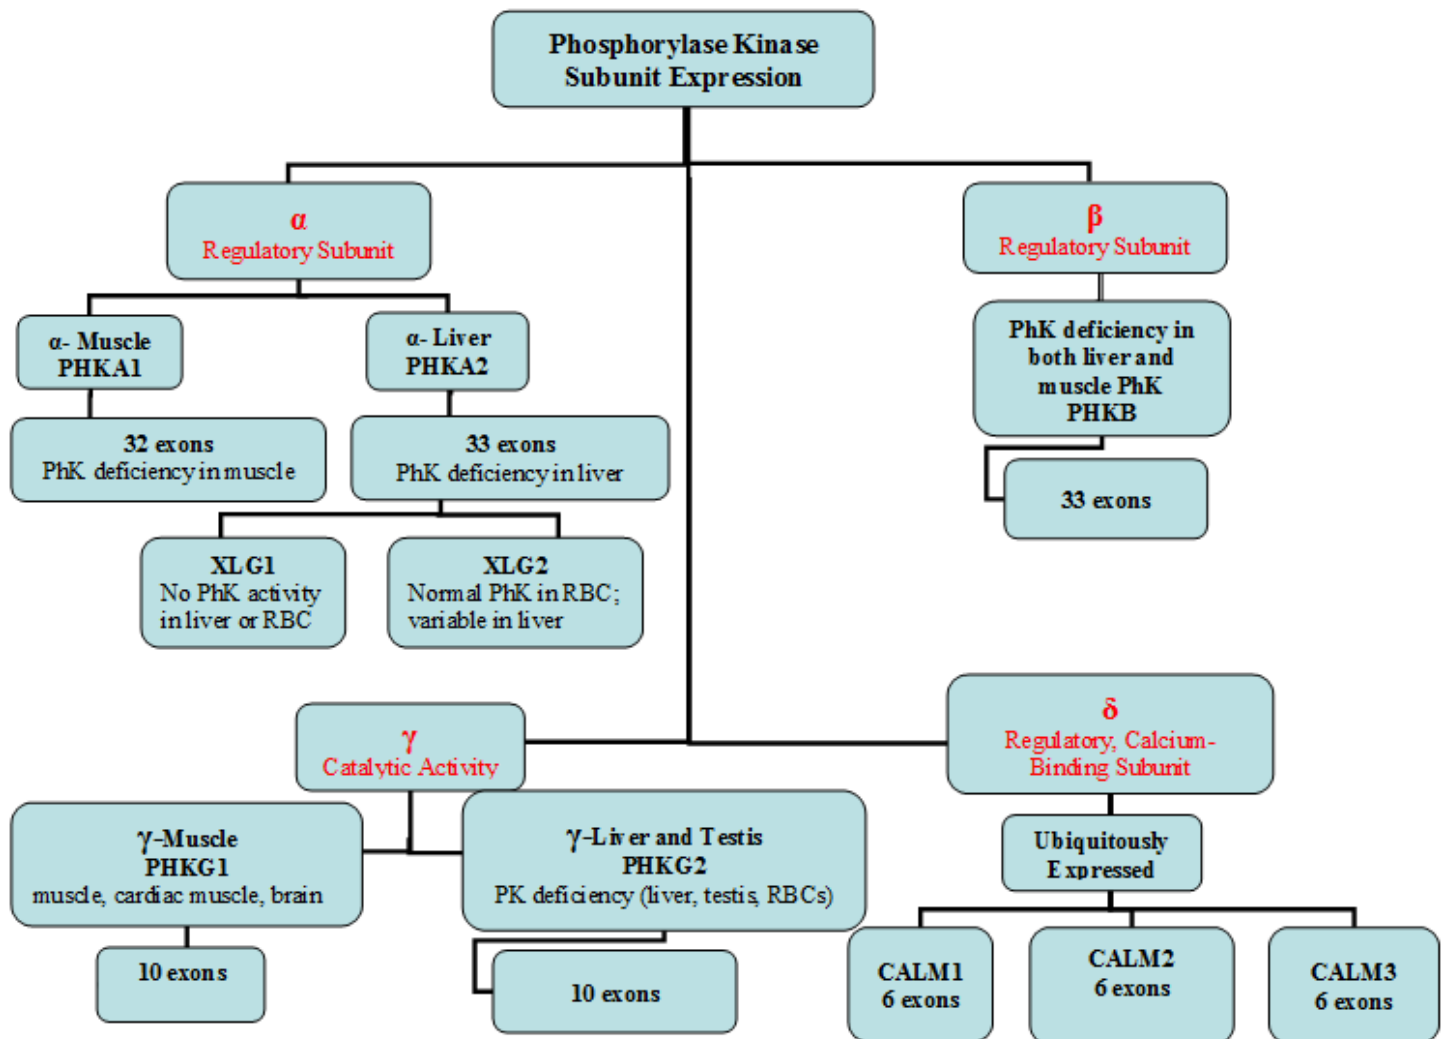 Phosphorylase Kinase
Subunit Expression
α
Regulatory Subunit
β
Regulatory Subunit
α- Muscle
PHKA1
α- Liver
PHKA2
PhK deficiency in
both liver and
muscle PhK
PHKB
32 exons
PhK deficiency in muscle
33 exons
PhK deficiency in liver
33 exons
XLG1
No PhK activity
in liver or RBC
XLG2
Normal PhK in RBC;
variable in liver
γ
Catalytic Activity
δ
Regulatory, Calcium-
Binding Subunit
γ-Muscle
PHKG1
muscle, cardiac muscle, brain
γ-Liver and Testis
PHKG2
PK deficiency (liver, testis, RBCs)
Ubiquitously
Expressed
10 exons
10 exons
CALM1
6 exons
CALM2
6 exons
CALM3
6 exons